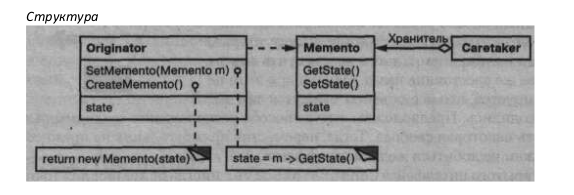 Структура
Originator
SetMemento(Memento m)
CreateMemento()
state
Memento
GetState()
SetState()
state
Хранитель
Caretaker
return new Memento(state)
state = m -> GetState()